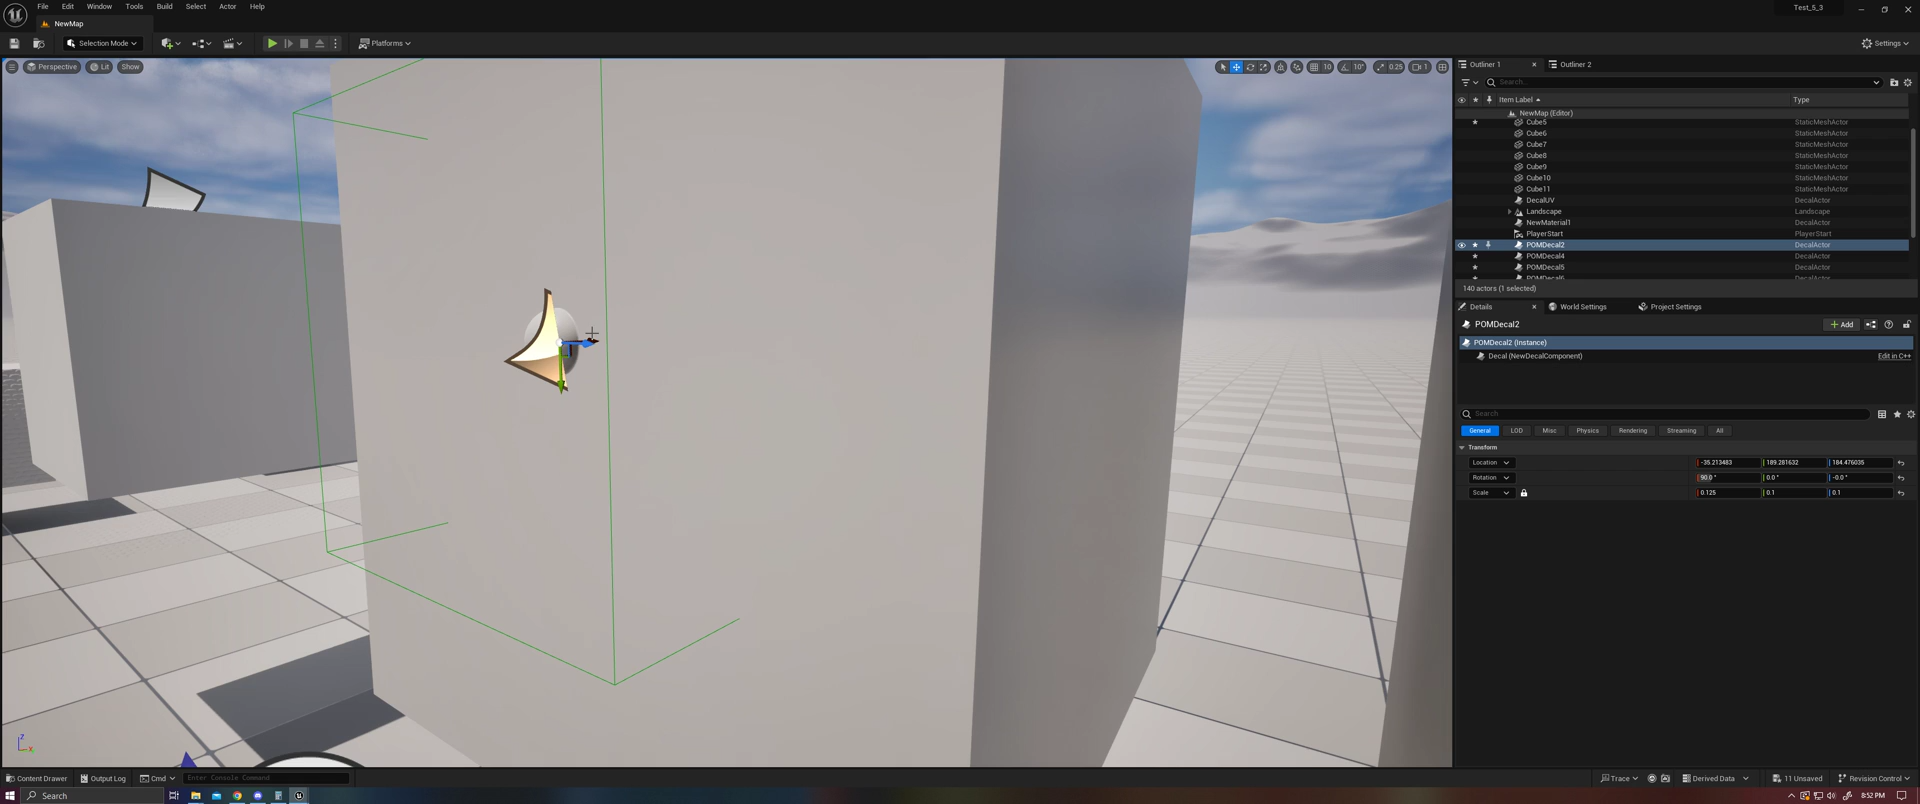 File Edit Window Tools Build Select Actor Help
Test_5_3
NewMap
Selection Mode
Platforms
Settings
Perspective Lit Show
10 10° 0.25 1
Outliner 1 Outliner 2
Search...
Item Label Type
NewMap (Editor)
Cube5 StaticMeshActor
Cube6 StaticMeshActor
Cube7 StaticMeshActor
Cube8 StaticMeshActor
Cube9 StaticMeshActor
Cube10 StaticMeshActor
Cube11 StaticMeshActor
DecalUV DecalActor
Landscape Landscape
NewMaterial1 DecalActor
PlayerStart PlayerStart
POMDecal2 DecalActor
POMDecal4 DecalActor
POMDecal5 DecalActor
POMDecal6 DecalActor
140 actors (1 selected)
Details World Settings Project Settings
POMDecal2
Add
POMDecal2 (Instance)
Decal (NewDecalComponent) Edit in C++
Search
General LOD Misc Physics Rendering Streaming All
Transform
Location -35.213483 189.281632 184.476035
Rotation 90.0 ° 0.0 ° -0.0 °
Scale 0.125 0.1 0.1
Z
X
Content Drawer Output Log Cmd Enter Console Command
Trace Derived Data 11 Unsaved Revision Control
Search
8:52 PM